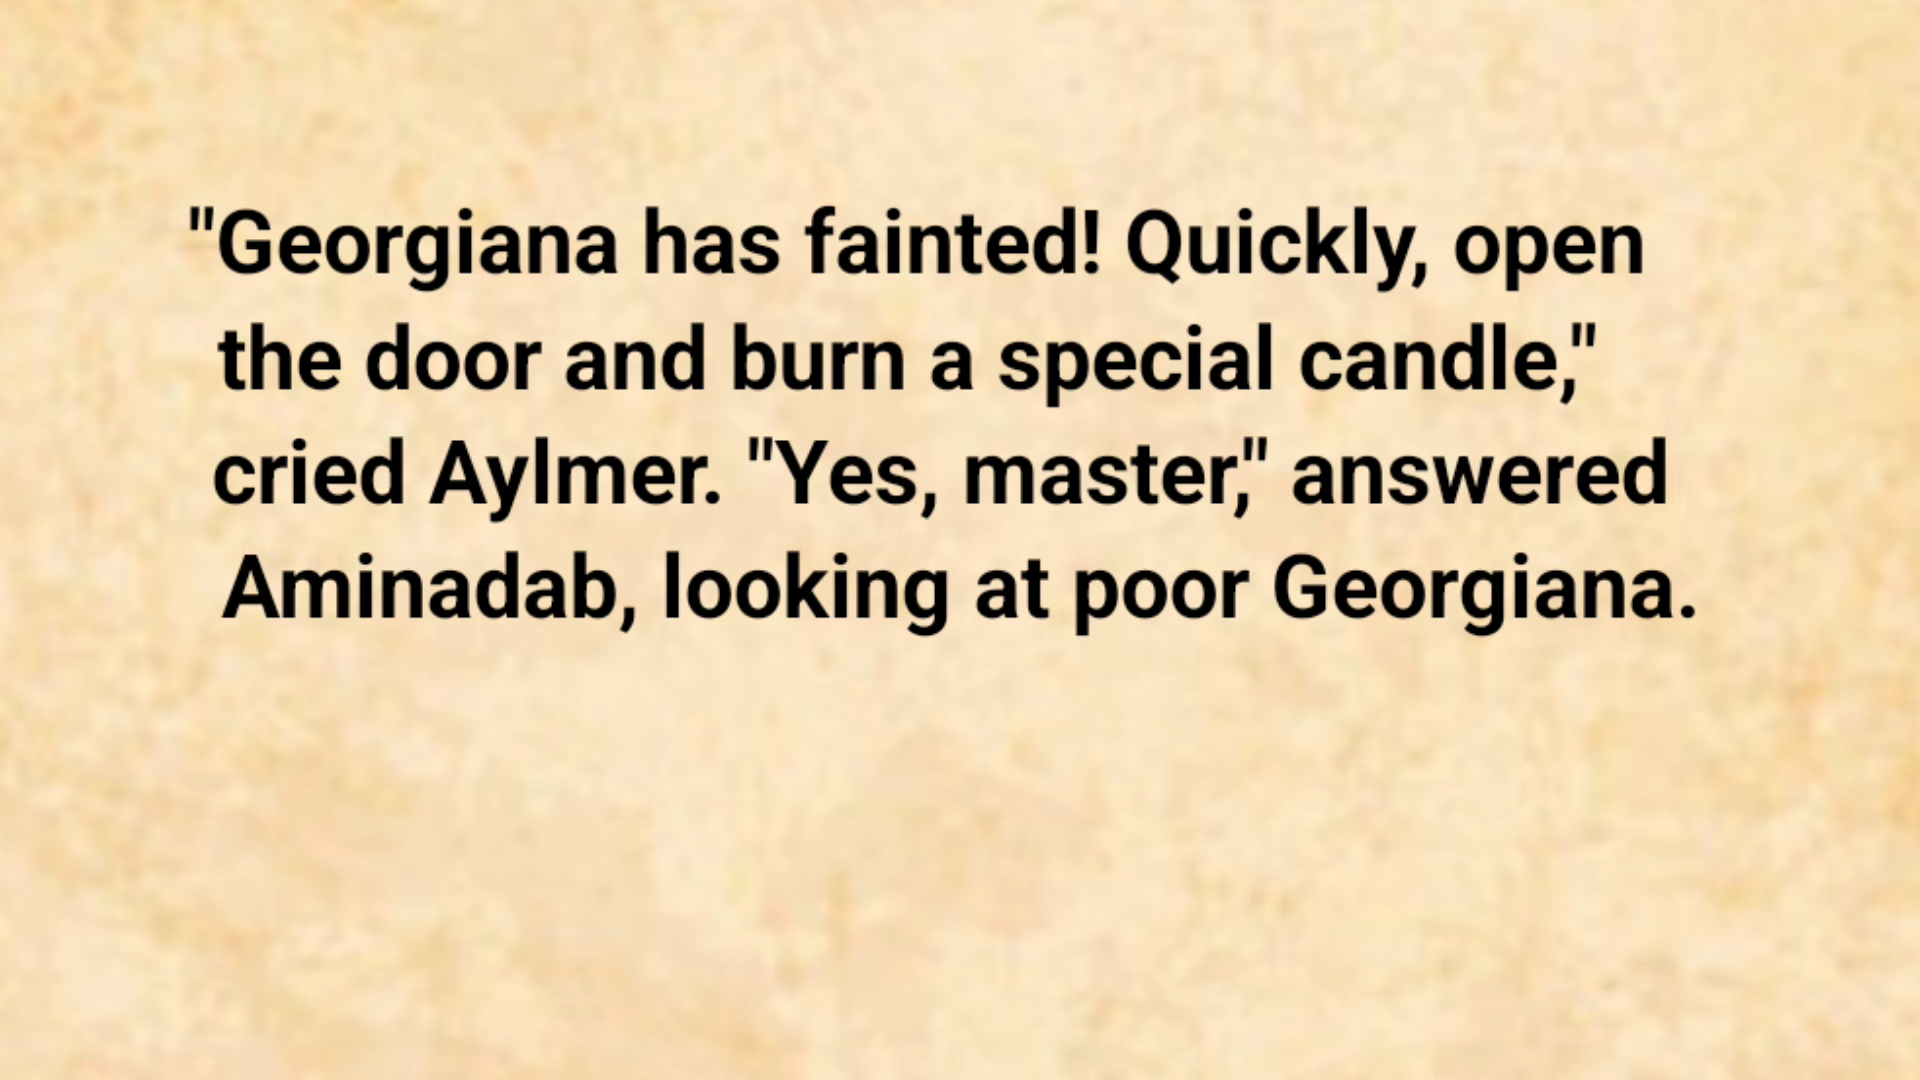 "Georgiana has fainted! Quickly, open
the door and burn a special candle,"
cried Aylmer. "Yes, master," answered
Aminadab, looking at poor Georgiana.